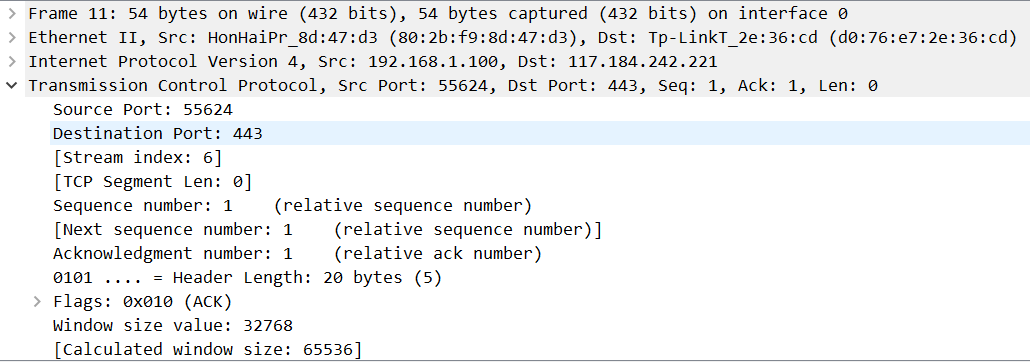 Frame 11: 54 bytes on wire (432 bits), 54 bytes captured (432 bits) on interface 0
Ethernet II, Src: HonHaiPr_8d:47:d3 (80:2b:f9:8d:47:d3), Dst: Tp-LinkT_2e:36:cd (d0:76:e7:2e:36:cd)
Internet Protocol Version 4, Src: 192.168.1.100, Dst: 117.184.242.221
Transmission Control Protocol, Src Port: 55624, Dst Port: 443, Seq: 1, Ack: 1, Len: 0
Source Port: 55624
Destination Port: 443
[Stream index: 6]
[TCP Segment Len: 0]
Sequence number: 1    (relative sequence number)
[Next sequence number: 1    (relative sequence number)]
Acknowledgment number: 1    (relative ack number)
0101 .... = Header Length: 20 bytes (5)
Flags: 0x010 (ACK)
Window size value: 32768
[Calculated window size: 65536]